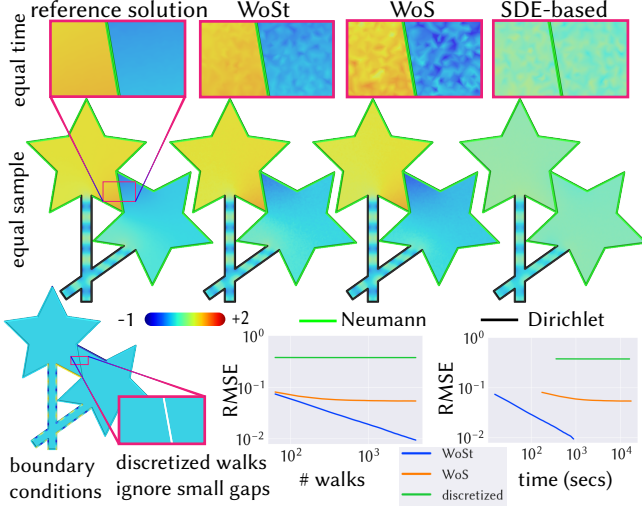 reference solution WoSt WoS SDE-based
equal time
equal sample
-1 +2 Neumann Dirichlet
boundary
conditions
discretized walks
ignore small gaps
RMSE
10⁰
10⁻¹
10⁻²
10² 10³
# walks
RMSE
10⁰
10⁻¹
10⁻²
10² 10³ 10⁴
time (secs)
WoSt
WoS
discretized